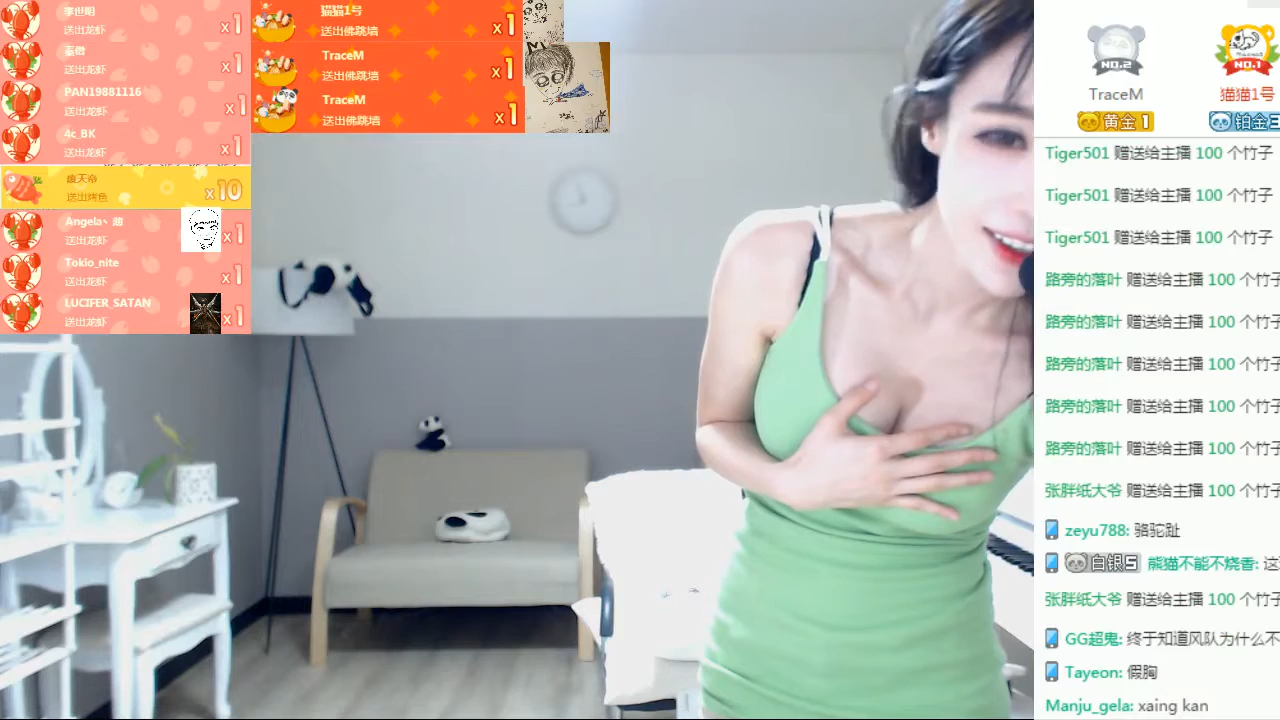 李世明
送出龙虾
x1
送出龙虾
x1
PAN19881116
送出龙虾
x1
4c_BK
送出龙虾
x1
送出烤鱼
x10
Angela丶
送出龙虾
x1
Tokio_nite
送出龙虾
x1
LUCIFER_SATAN
送出龙虾
x1
猫猫1号
送出佛跳墙
x1
TraceM
送出佛跳墙
x1
TraceM
送出佛跳墙
x1
NO.2
TraceM
黄金1
NO.1
猫猫1号
铂金
Tiger501 赠送给主播 100 个竹子
Tiger501 赠送给主播 100 个竹子
Tiger501 赠送给主播 100 个竹子
路旁的落叶 赠送给主播 100 个竹子
路旁的落叶 赠送给主播 100 个竹子
路旁的落叶 赠送给主播 100 个竹子
路旁的落叶 赠送给主播 100 个竹子
路旁的落叶 赠送给主播 100 个竹子
张胖纸大爷 赠送给主播 100 个竹子
zeyu788: 骆驼趾
白银5 熊猫不能不烧香: 这
张胖纸大爷 赠送给主播 100 个竹子
GG超鬼: 终于知道风队为什么不
Tayeon: 假胸
Manju_gela: xaing kan